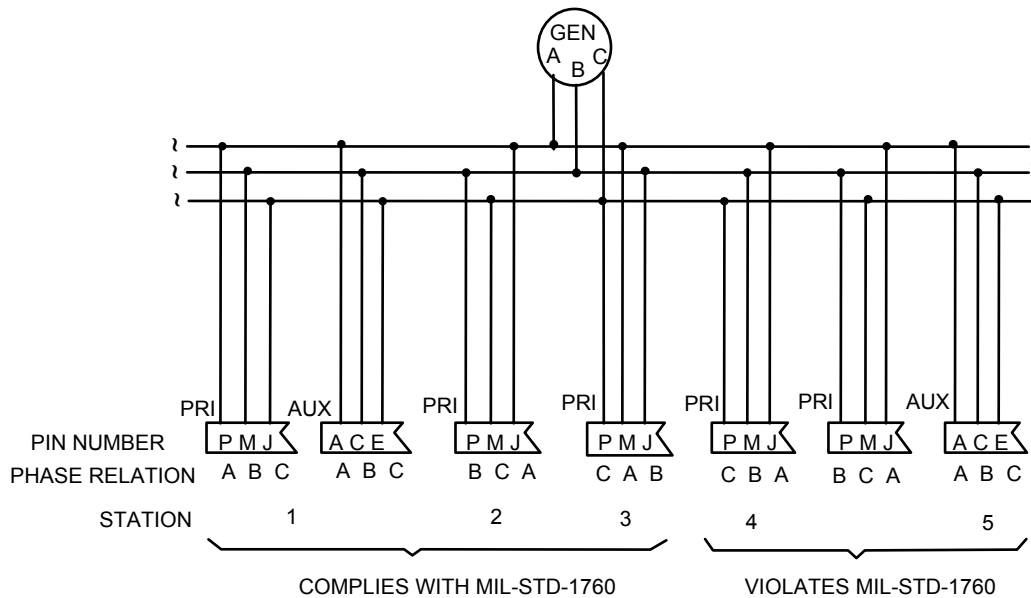 GEN
A B C
~
~
~
PRI AUX PRI PRI PRI PRI AUX
PIN NUMBER P M J A C E P M J P M J P M J P M J A C E
PHASE RELATION A B C A B C B C A C A B C B A B C A A B C
STATION 1 2 3 4 5
COMPLIES WITH MIL-STD-1760 VIOLATES MIL-STD-1760